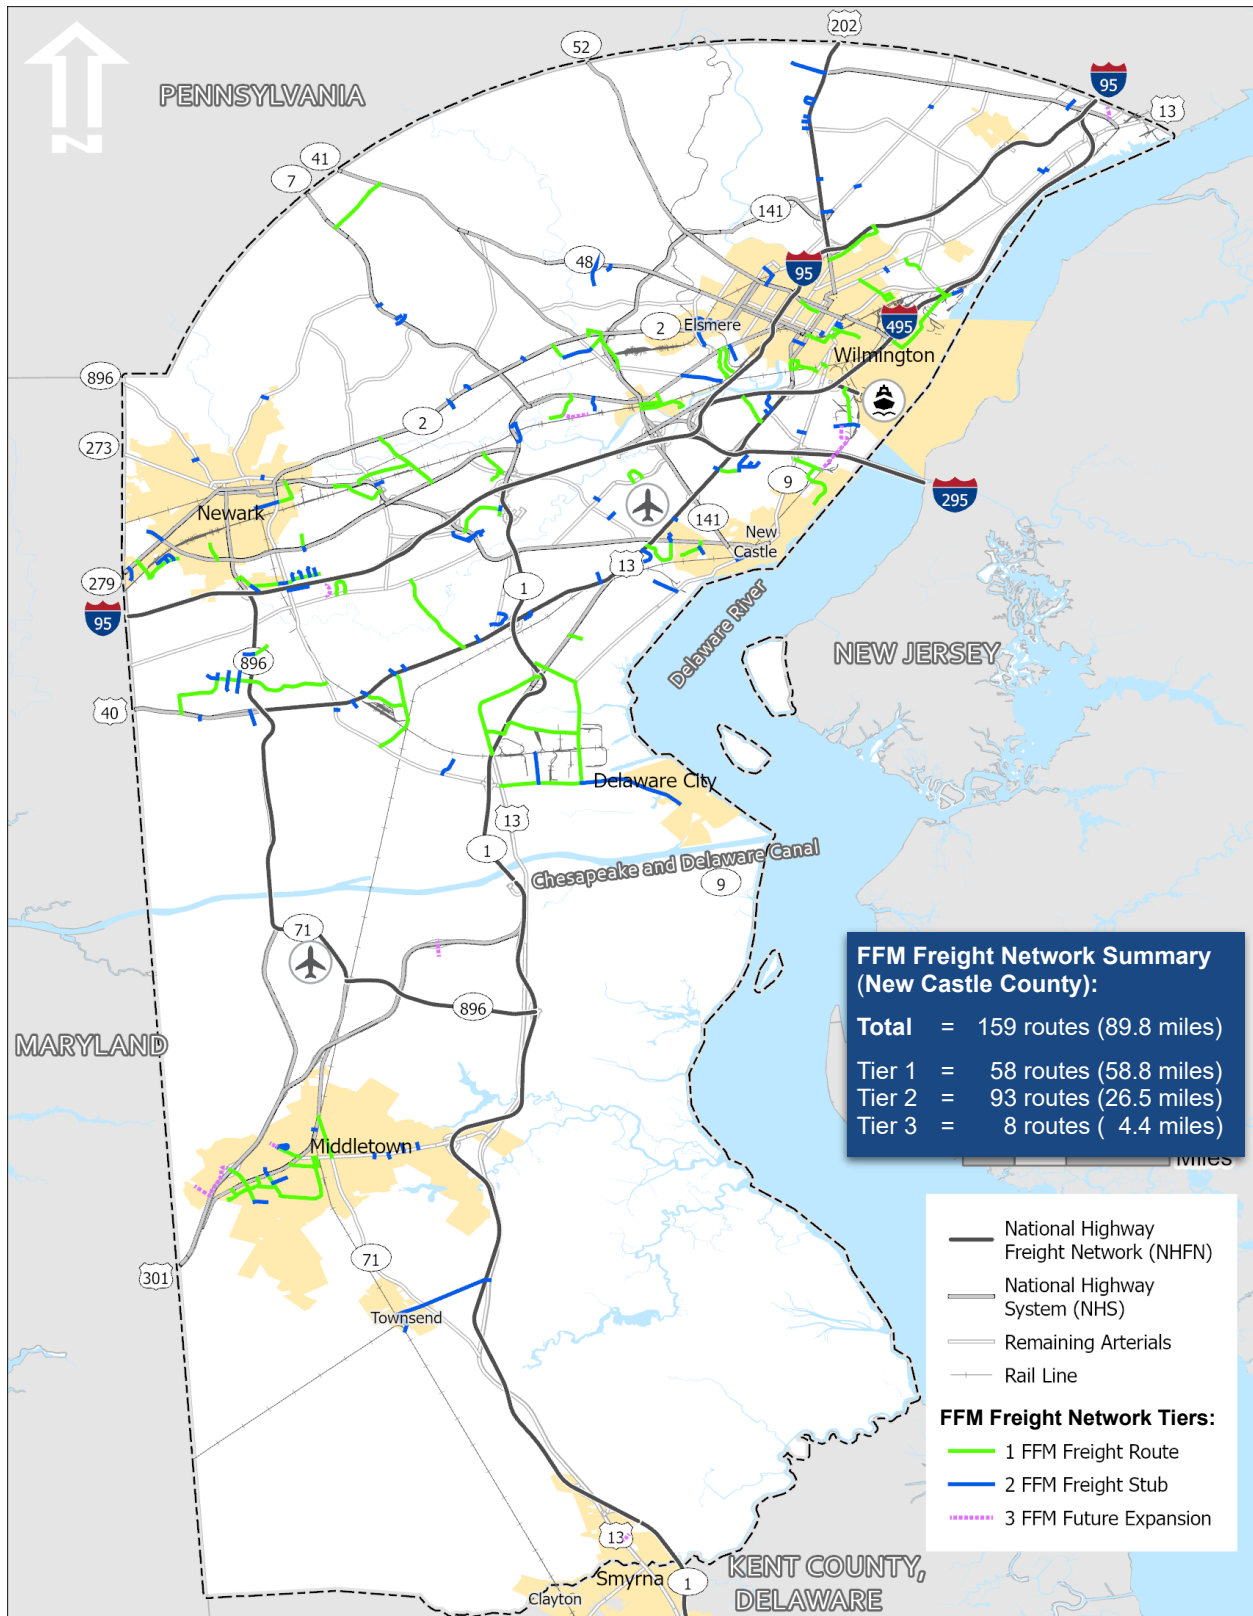 202
52
95
13
PENNSYLVANIA
41
7
141
48
95
2
Elsmere
495
Wilmington
896
2
273
9
295
Newark
141
New
Castle
13
279
1
95
Delaware River
NEW JERSEY
896
40
Delaware City
13
1
Chesapeake and Delaware Canal
9
71
896
MARYLAND
FFM Freight Network Summary
(New Castle County):
Total = 159 routes (89.8 miles)
Tier 1 = 58 routes (58.8 miles)
Tier 2 = 93 routes (26.5 miles)
Tier 3 = 8 routes ( 4.4 miles)
Miles
Middletown
71
301
Townsend
National Highway
Freight Network (NHFN)
National Highway
System (NHS)
Remaining Arterials
Rail Line
FFM Freight Network Tiers:
1 FFM Freight Route
2 FFM Freight Stub
3 FFM Future Expansion
13
Smyrna
1
Clayton
KENT COUNTY,
DELAWARE
N